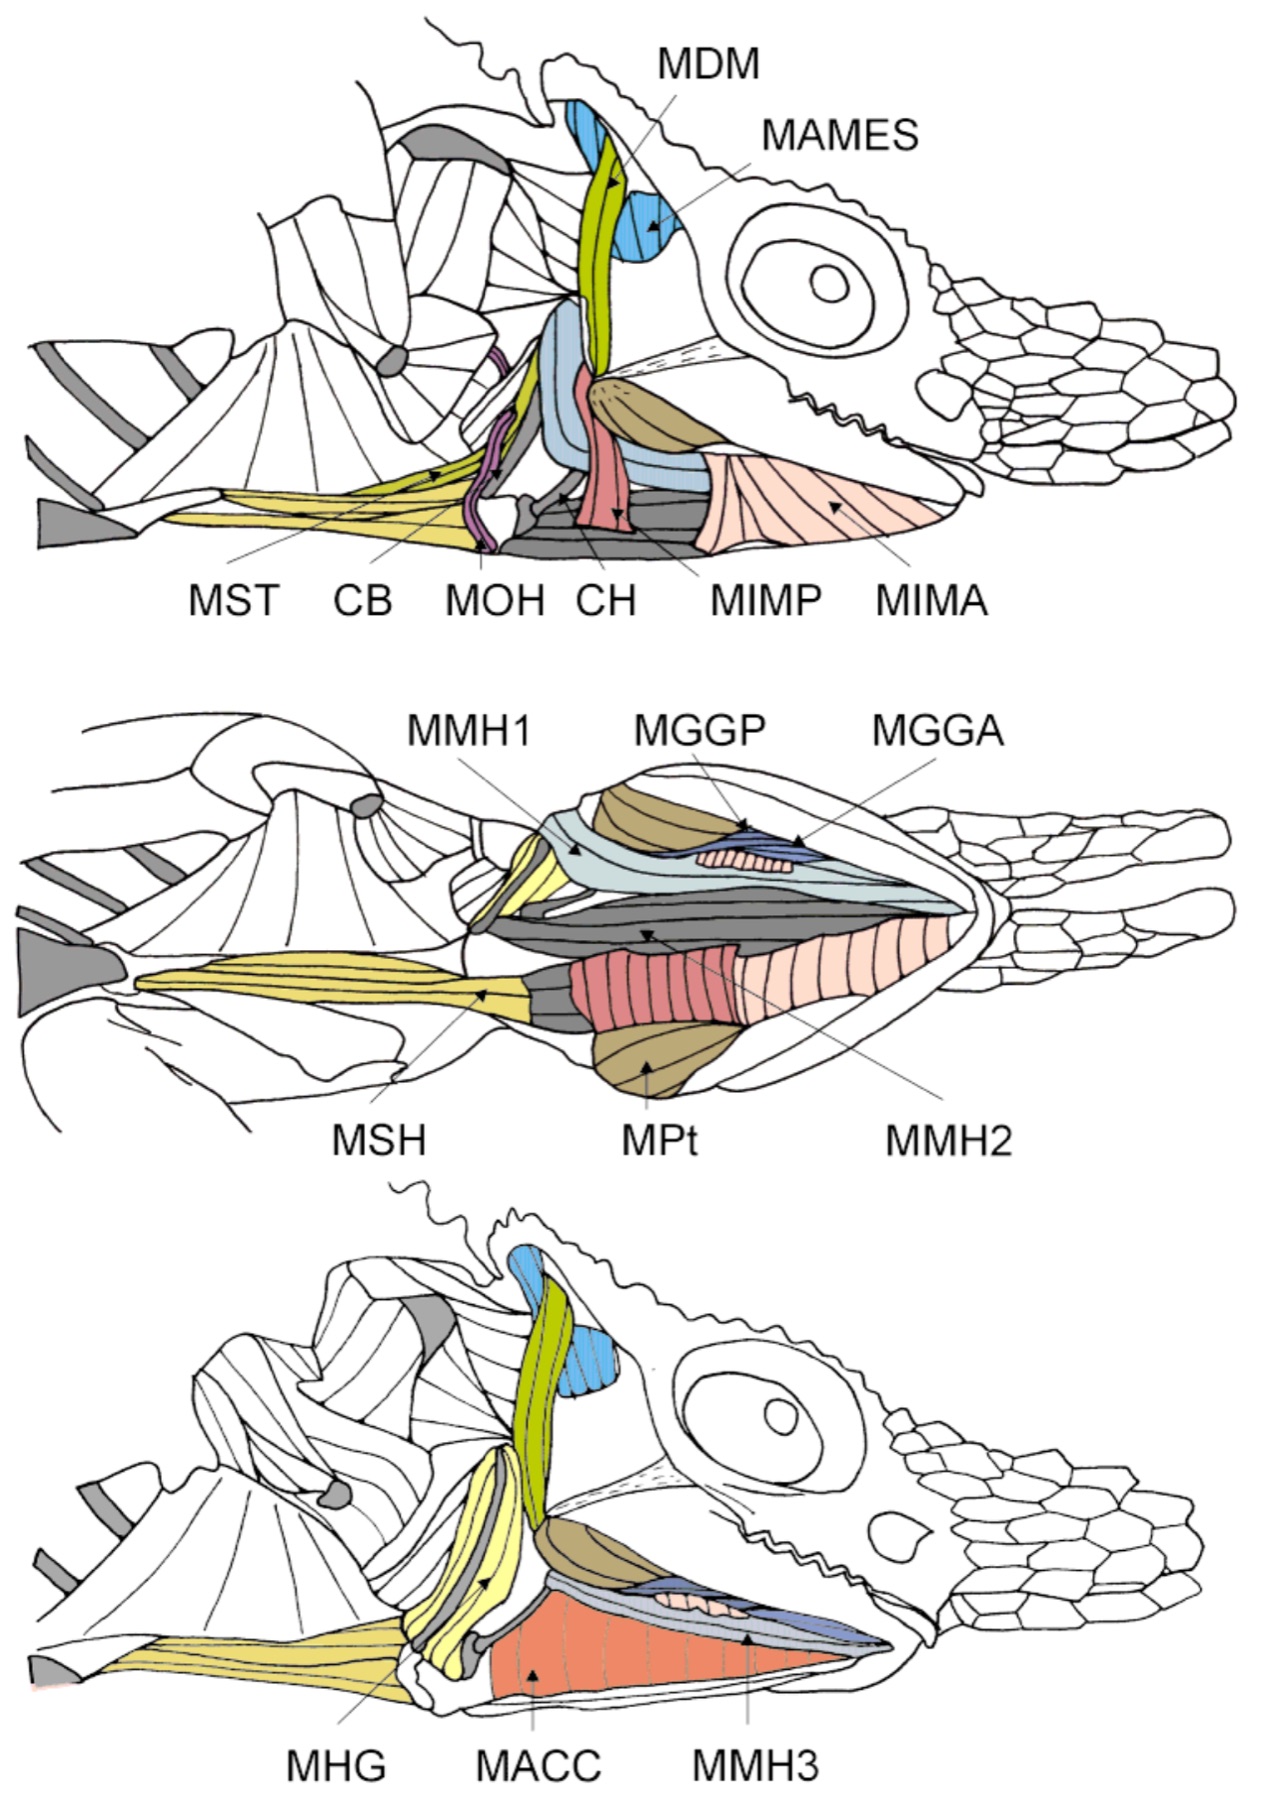 MDM
MAMES
MST CB MOH CH MIMP MIMA
MMH1 MGGP MGGA
MSH MPt MMH2
MHG MACC MMH3